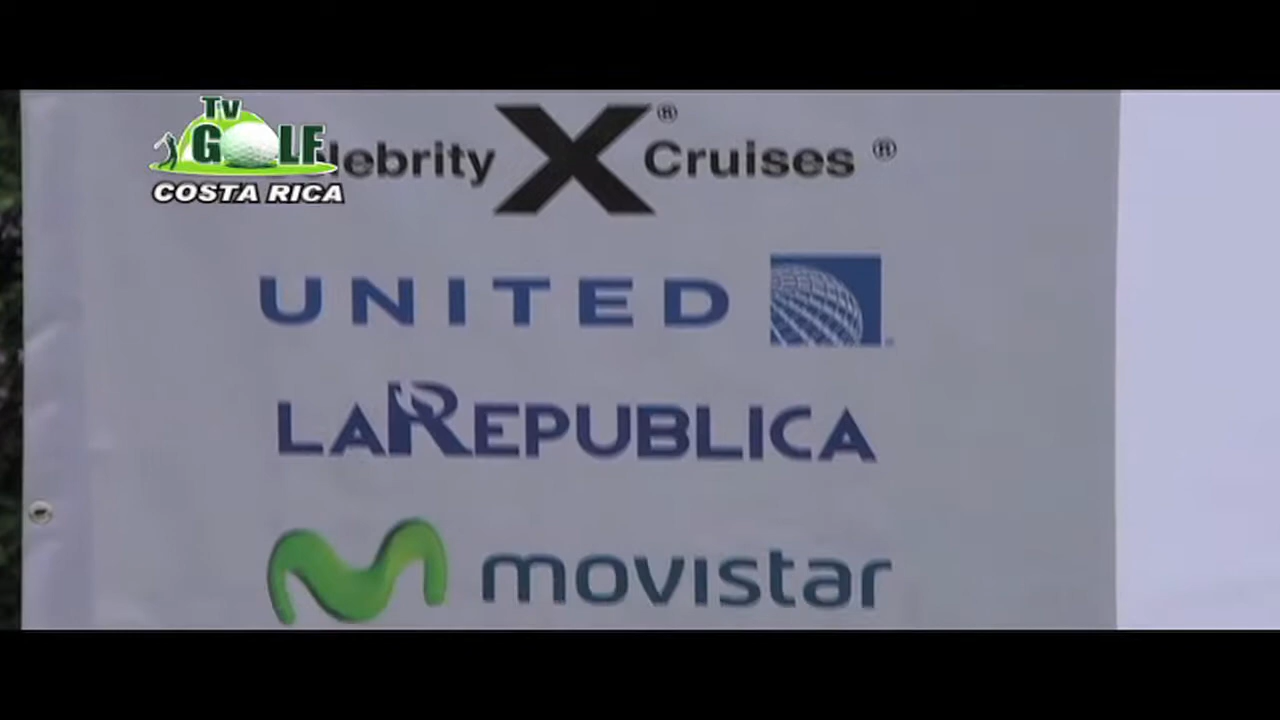 Tv
GOLF
COSTA RICA
lebrity X® Cruises ®
UNITED
LAREPUBLICA
movistar